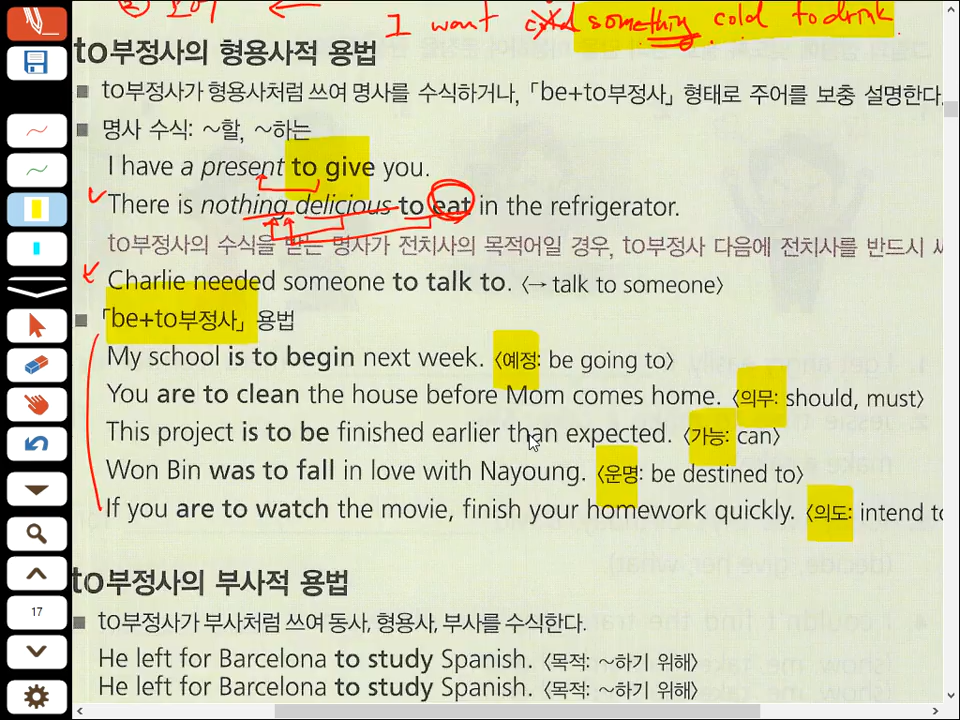 I want cold something cold to drink.
to부정사의 형용사적 용법
■ to부정사가 형용사처럼 쓰여 명사를 수식하거나, 「be+to부정사」 형태로 주어를 보충 설명한다.
■ 명사 수식: ~할, ~하는
I have a present to give you.
There is nothing delicious to eat in the refrigerator.
to부정사의 수식을 받는 명사가 전치사의 목적어일 경우, to부정사 다음에 전치사를 반드시
Charlie needed someone to talk to. 〈→ talk to someone〉
■ 「be+to부정사」 용법
My school is to begin next week. 〈예정: be going to〉
You are to clean the house before Mom comes home. 〈의무: should, must〉
This project is to be finished earlier than expected. 〈가능: can〉
Won Bin was to fall in love with Nayoung. 〈운명: be destined to〉
If you are to watch the movie, finish your homework quickly. 〈의도: intend to
to부정사의 부사적 용법
■ to부정사가 부사처럼 쓰여 동사, 형용사, 부사를 수식한다.
He left for Barcelona to study Spanish. 〈목적: ~하기 위해〉
He left for Barcelona to study Spanish. 〈목적: ~하기 위해〉
17